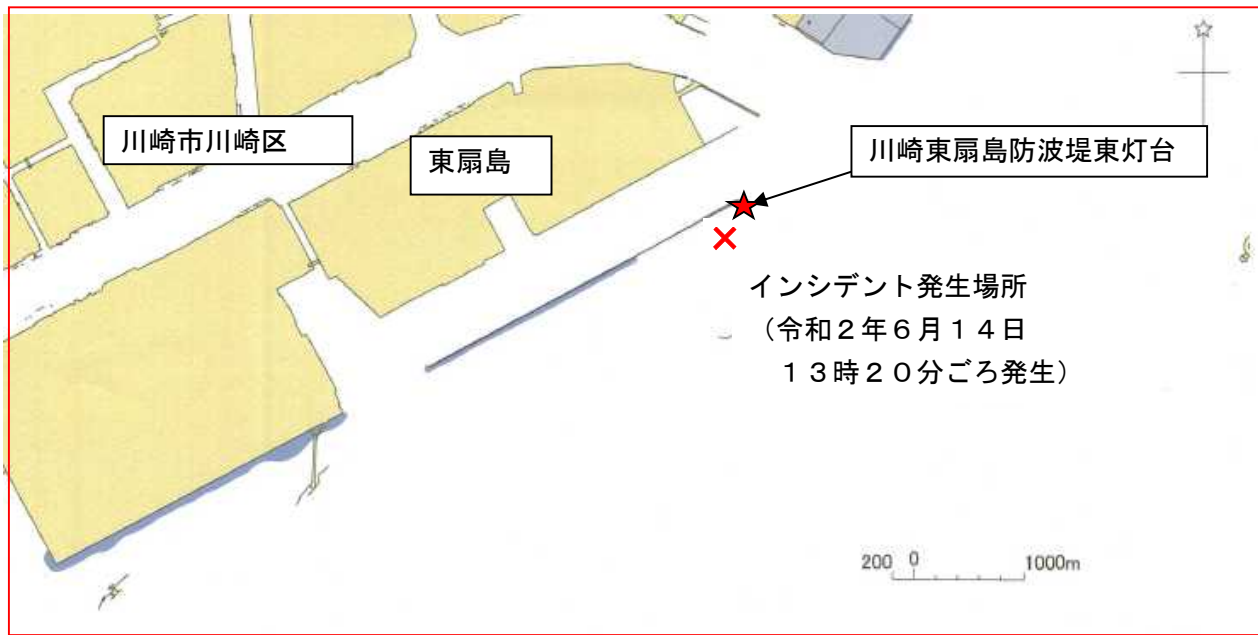 川崎市川崎区
東扇島
川崎東扇島防波堤東灯台
インシデント発生場所
（令和２年６月１４日
１３時２０分ごろ発生）
200 0 1000m